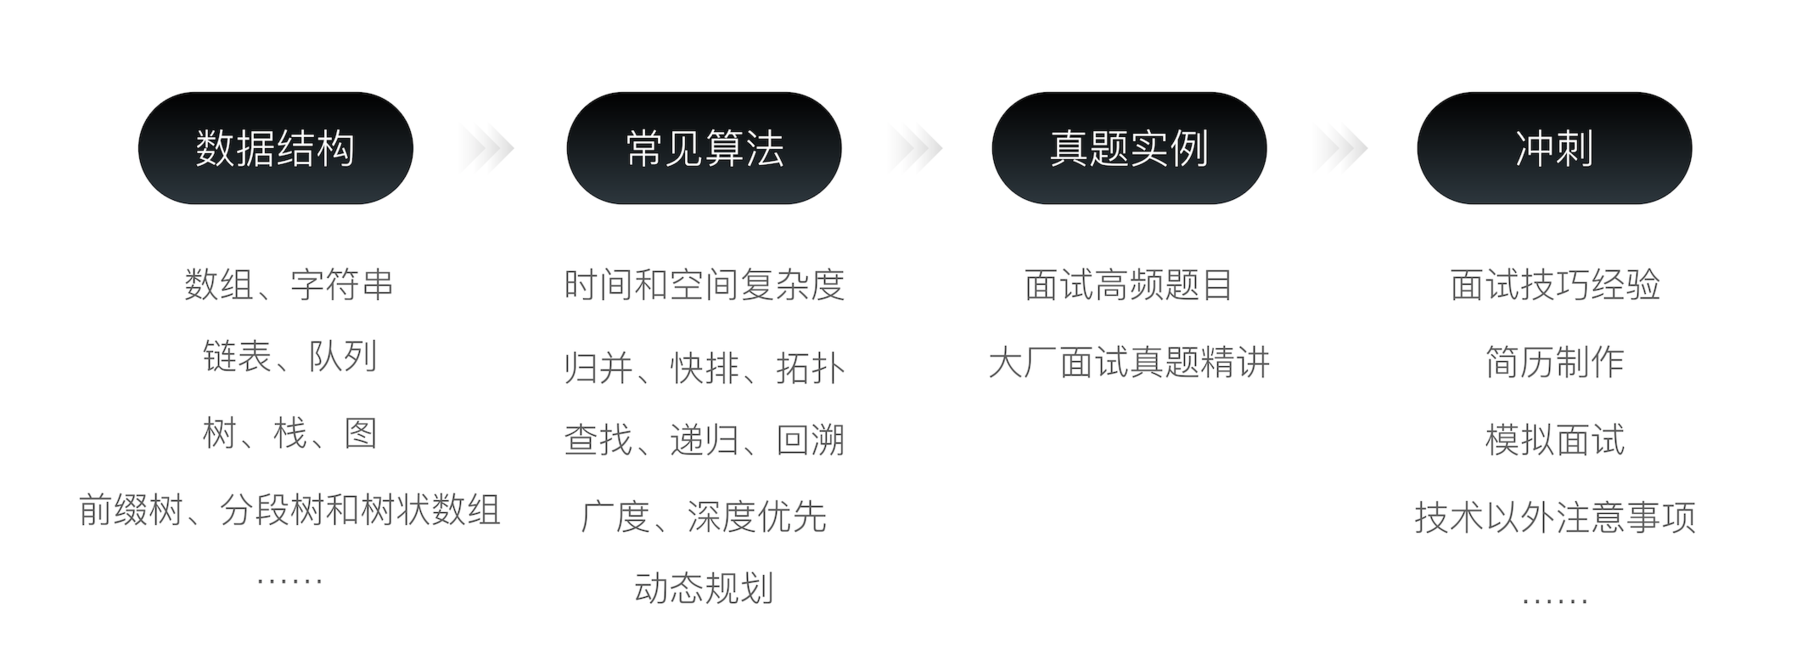 数据结构
数组、字符串
链表、队列
树、栈、图
前缀树、分段树和树状数组
......
常见算法
时间和空间复杂度
归并、快排、拓扑
查找、递归、回溯
广度、深度优先
动态规划
真题实例
面试高频题目
大厂面试真题精讲
冲刺
面试技巧经验
简历制作
模拟面试
技术以外注意事项
......